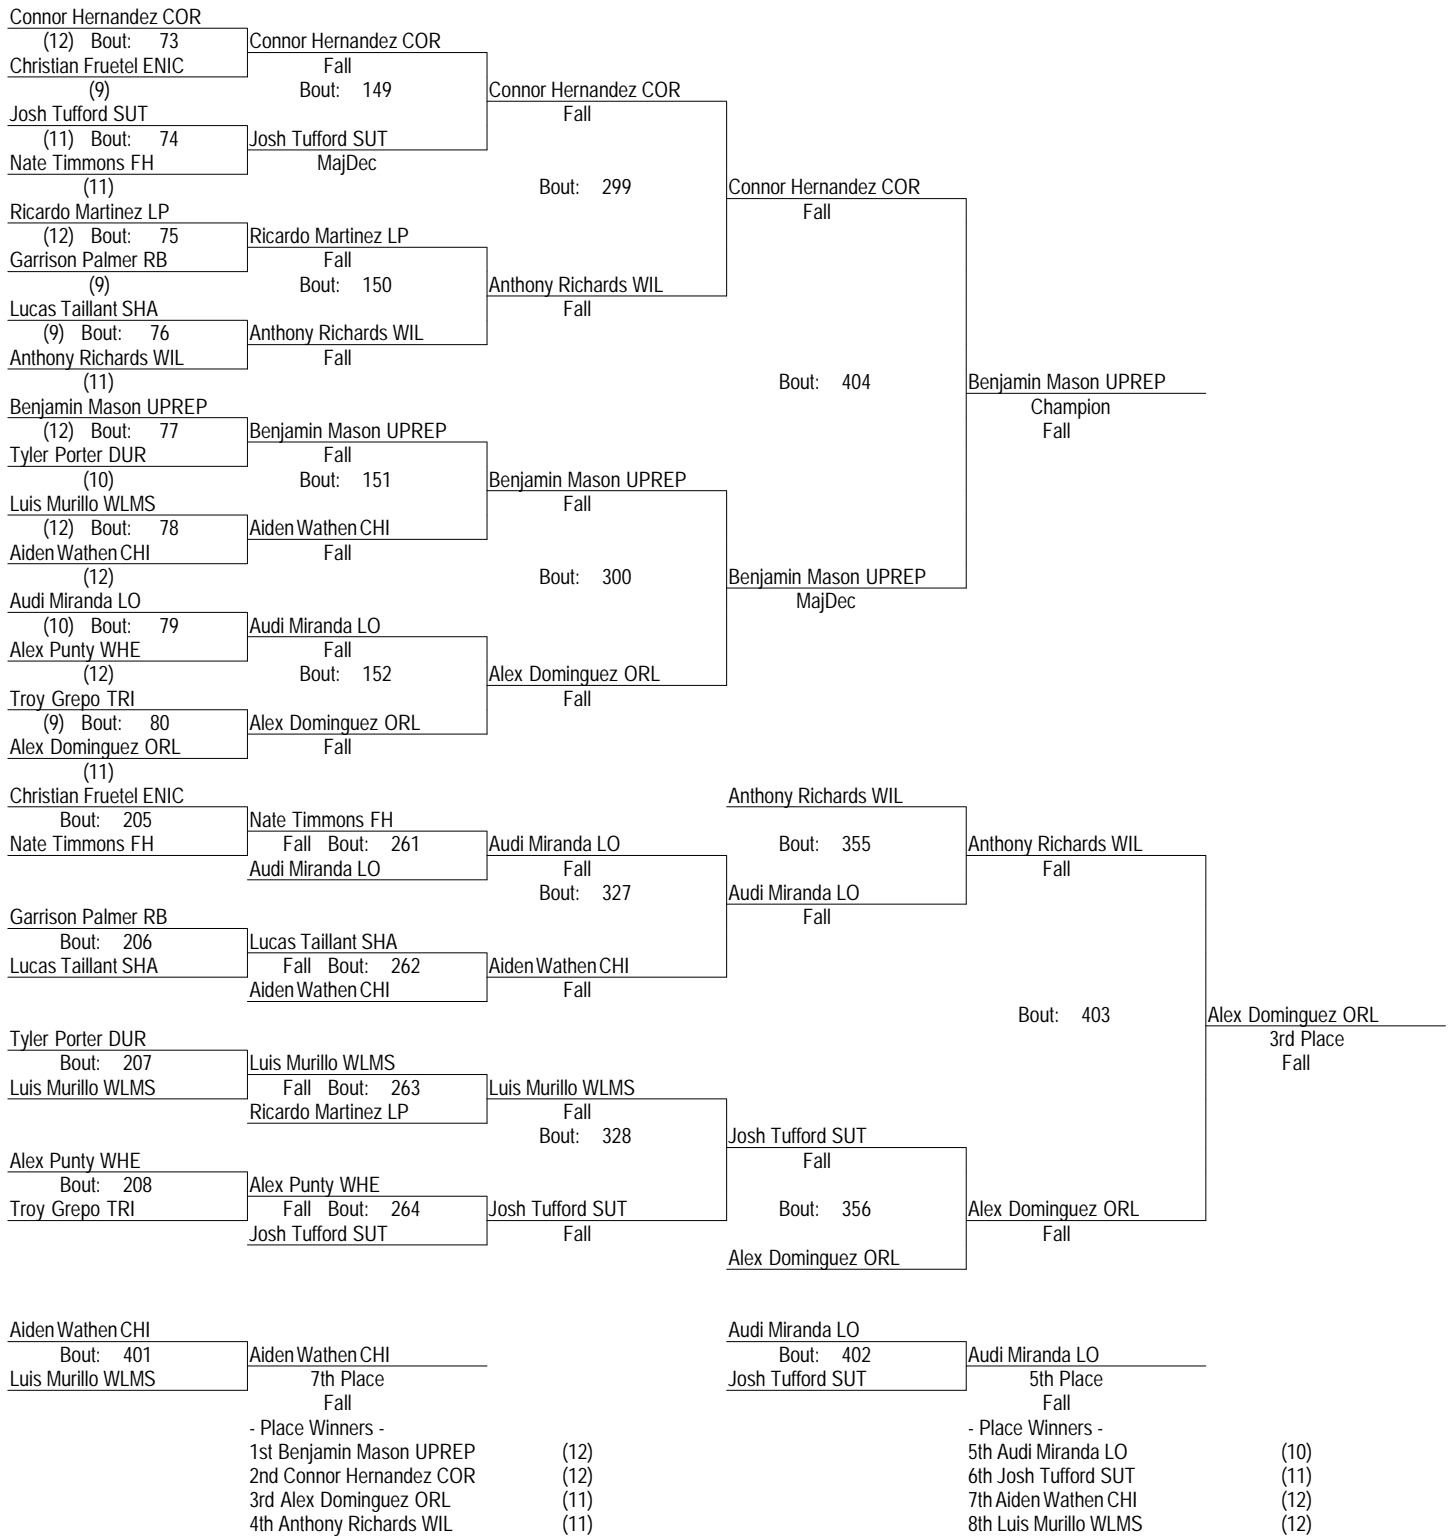 Connor Hernandez COR
(12) Bout: 73 Connor Hernandez COR
Christian Fruetel ENIC Fall
(9) Bout: 149 Connor Hernandez COR
Josh Tufford SUT Fall
(11) Bout: 74 Josh Tufford SUT
Nate Timmons FH MajDec
(11) Bout: 299 Connor Hernandez COR
Ricardo Martinez LP Fall
(12) Bout: 75 Ricardo Martinez LP
Garrison Palmer RB Fall
(9) Bout: 150 Anthony Richards WIL
Lucas Taillant SHA Fall
(9) Bout: 76 Anthony Richards WIL
Anthony Richards WIL Fall
(11) Bout: 404 Benjamin Mason UPREP
Benjamin Mason UPREP Champion
(12) Bout: 77 Benjamin Mason UPREP Fall
Tyler Porter DUR Fall
(10) Bout: 151 Benjamin Mason UPREP
Luis Murillo WLMS Fall
(12) Bout: 78 Aiden Wathen CHI
Aiden Wathen CHI Fall
(12) Bout: 300 Benjamin Mason UPREP
Audi Miranda LO MajDec
(10) Bout: 79 Audi Miranda LO
Alex Punty WHE Fall
(12) Bout: 152 Alex Dominguez ORL
Troy Grepo TRI Fall
(9) Bout: 80 Alex Dominguez ORL
Alex Dominguez ORL Fall
(11)
Christian Fruetel ENIC Anthony Richards WIL
Bout: 205 Nate Timmons FH
Nate Timmons FH Fall Bout: 261 Audi Miranda LO Bout: 355 Anthony Richards WIL
Audi Miranda LO Fall Fall
Bout: 327 Audi Miranda LO
Garrison Palmer RB Fall
Bout: 206 Lucas Taillant SHA
Lucas Taillant SHA Fall Bout: 262 Aiden Wathen CHI
Aiden Wathen CHI Fall
Bout: 403 Alex Dominguez ORL
Tyler Porter DUR 3rd Place
Bout: 207 Luis Murillo WLMS Fall
Luis Murillo WLMS Fall Bout: 263 Luis Murillo WLMS
Ricardo Martinez LP Fall
Bout: 328 Josh Tufford SUT
Alex Punty WHE Fall
Bout: 208 Alex Punty WHE
Troy Grepo TRI Fall Bout: 264 Josh Tufford SUT Bout: 356 Alex Dominguez ORL
Josh Tufford SUT Fall Fall
Alex Dominguez ORL
Aiden Wathen CHI Audi Miranda LO
Bout: 401 Aiden Wathen CHI Bout: 402 Audi Miranda LO
Luis Murillo WLMS 7th Place Josh Tufford SUT 5th Place
Fall Fall
- Place Winners - - Place Winners -
1st Benjamin Mason UPREP (12) 5th Audi Miranda LO (10)
2nd Connor Hernandez COR (12) 6th Josh Tufford SUT (11)
3rd Alex Dominguez ORL (11) 7th Aiden Wathen CHI (12)
4th Anthony Richards WIL (11) 8th Luis Murillo WLMS (12)